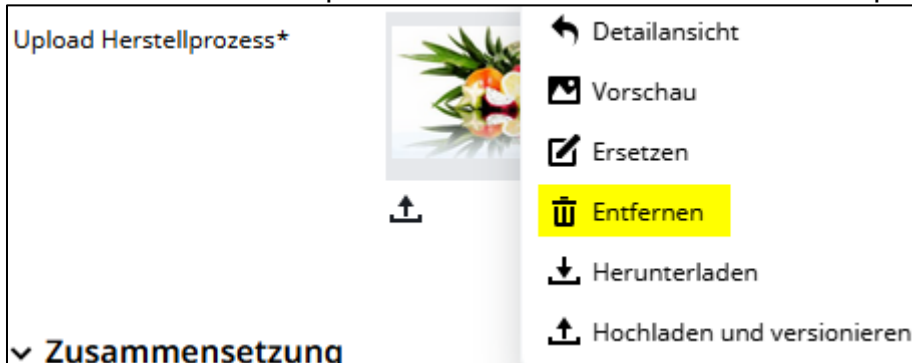 Upload Herstellprozess*
Detailansicht
Vorschau
Ersetzen
Entfernen
Herunterladen
Hochladen und versionieren
Zusammensetzung